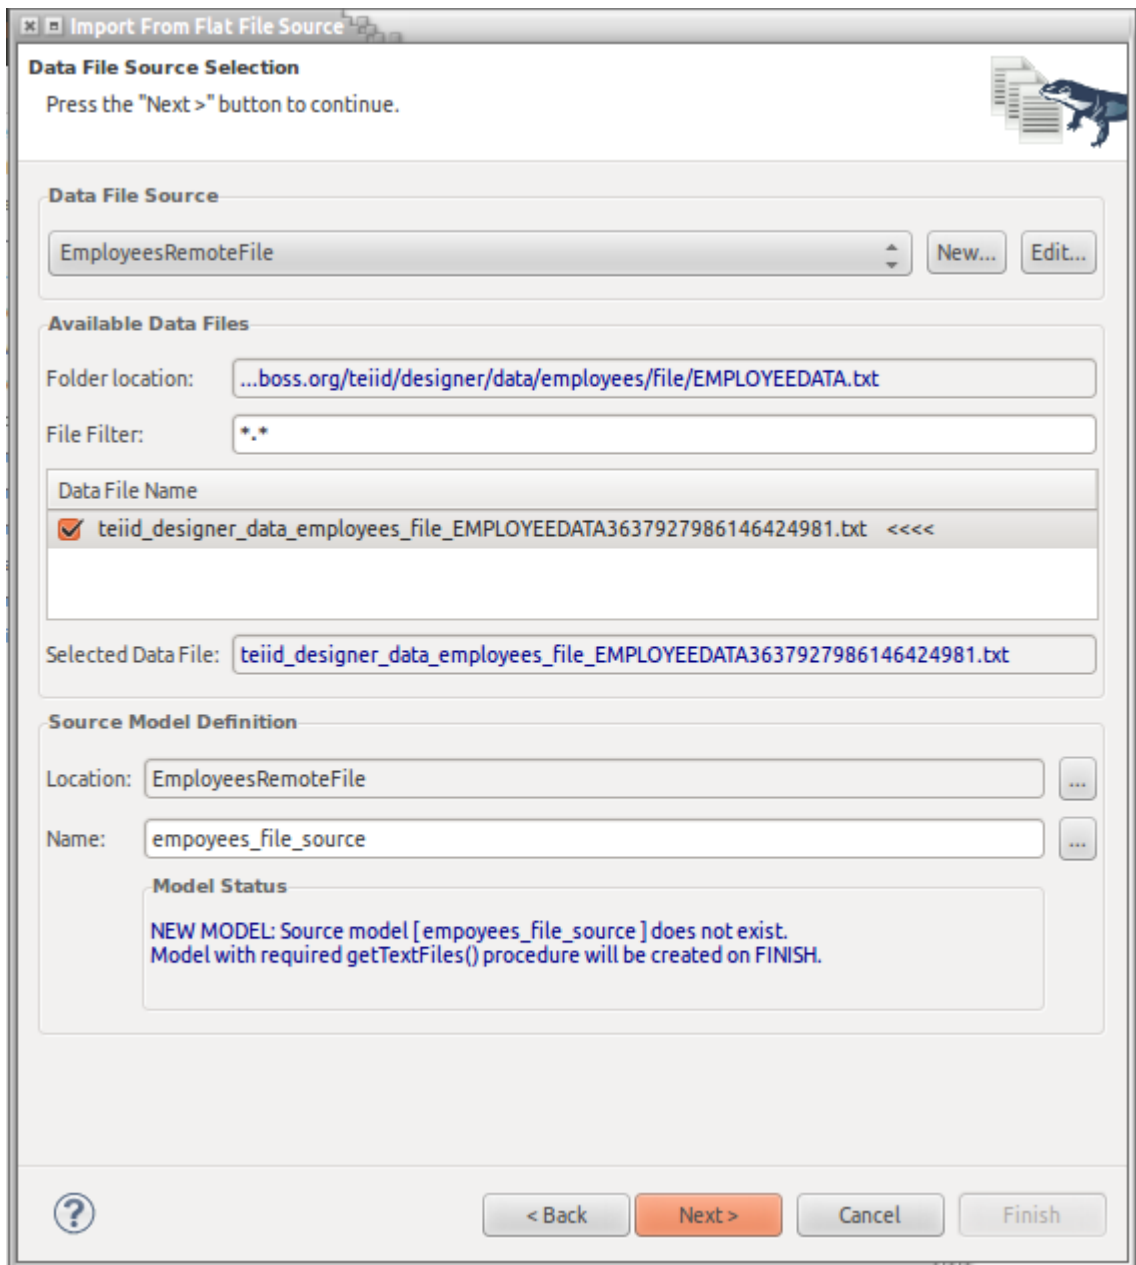 Import From Flat File Source
Data File Source Selection
Press the "Next >" button to continue.
Data File Source
EmployeesRemoteFile
New...
Edit...
Available Data Files
Folder location: ...boss.org/teiid/designer/data/employees/file/EMPLOYEEDATA.txt
File Filter: *.*
Data File Name
teiid_designer_data_employees_file_EMPLOYEEDATA3637927986146424981.txt <<<<
Selected Data File: teiid_designer_data_employees_file_EMPLOYEEDATA3637927986146424981.txt
Source Model Definition
Location: EmployeesRemoteFile ...
Name: empoyees_file_source ...
Model Status
NEW MODEL: Source model [ empoyees_file_source ] does not exist.
Model with required getTextFiles() procedure will be created on FINISH.
? < Back Next > Cancel Finish